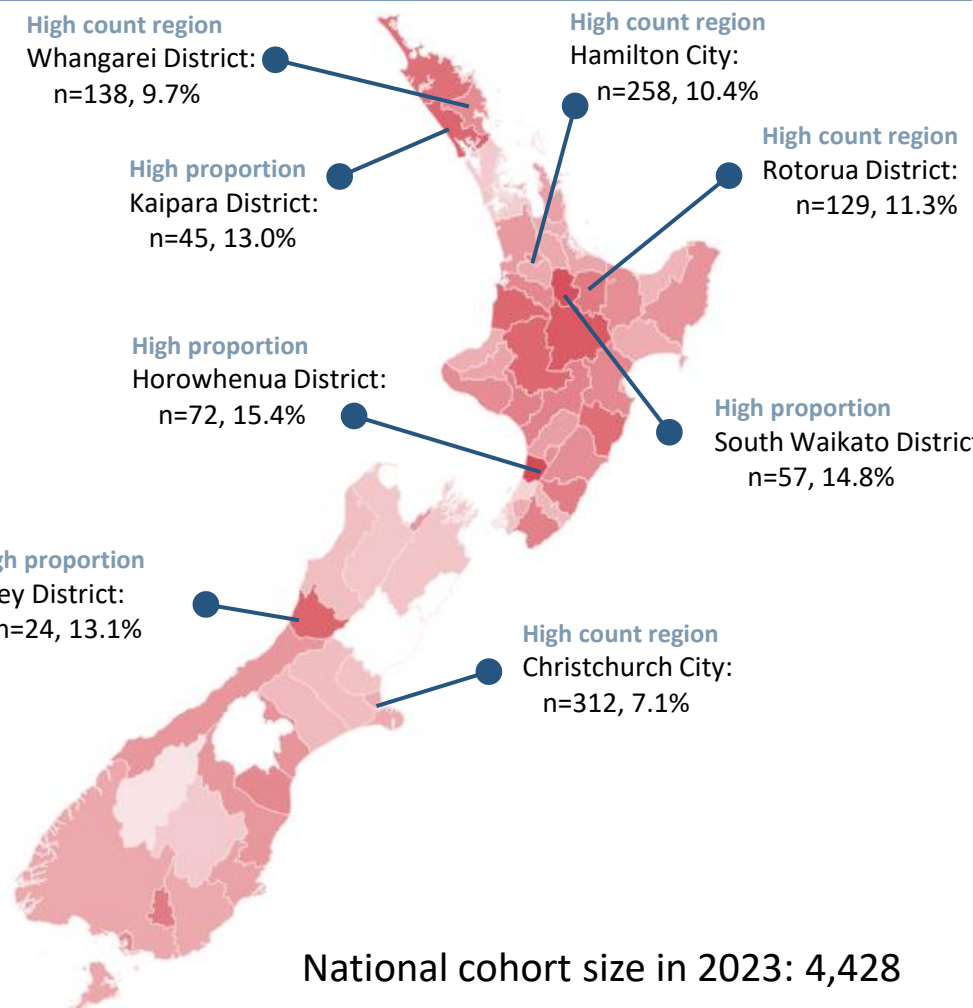 High count region
Whangarei District:
n=138, 9.7%
High count region
Hamilton City:
n=258, 10.4%
High count region
Rotorua District:
n=129, 11.3%
High proportion
Kaipara District:
n=45, 13.0%
High proportion
Horowhenua District:
n=72, 15.4%
High proportion
South Waikato District
n=57, 14.8%
gh proportion
ey District:
n=24, 13.1%
High count region
Christchurch City:
n=312, 7.1%
National cohort size in 2023: 4,428